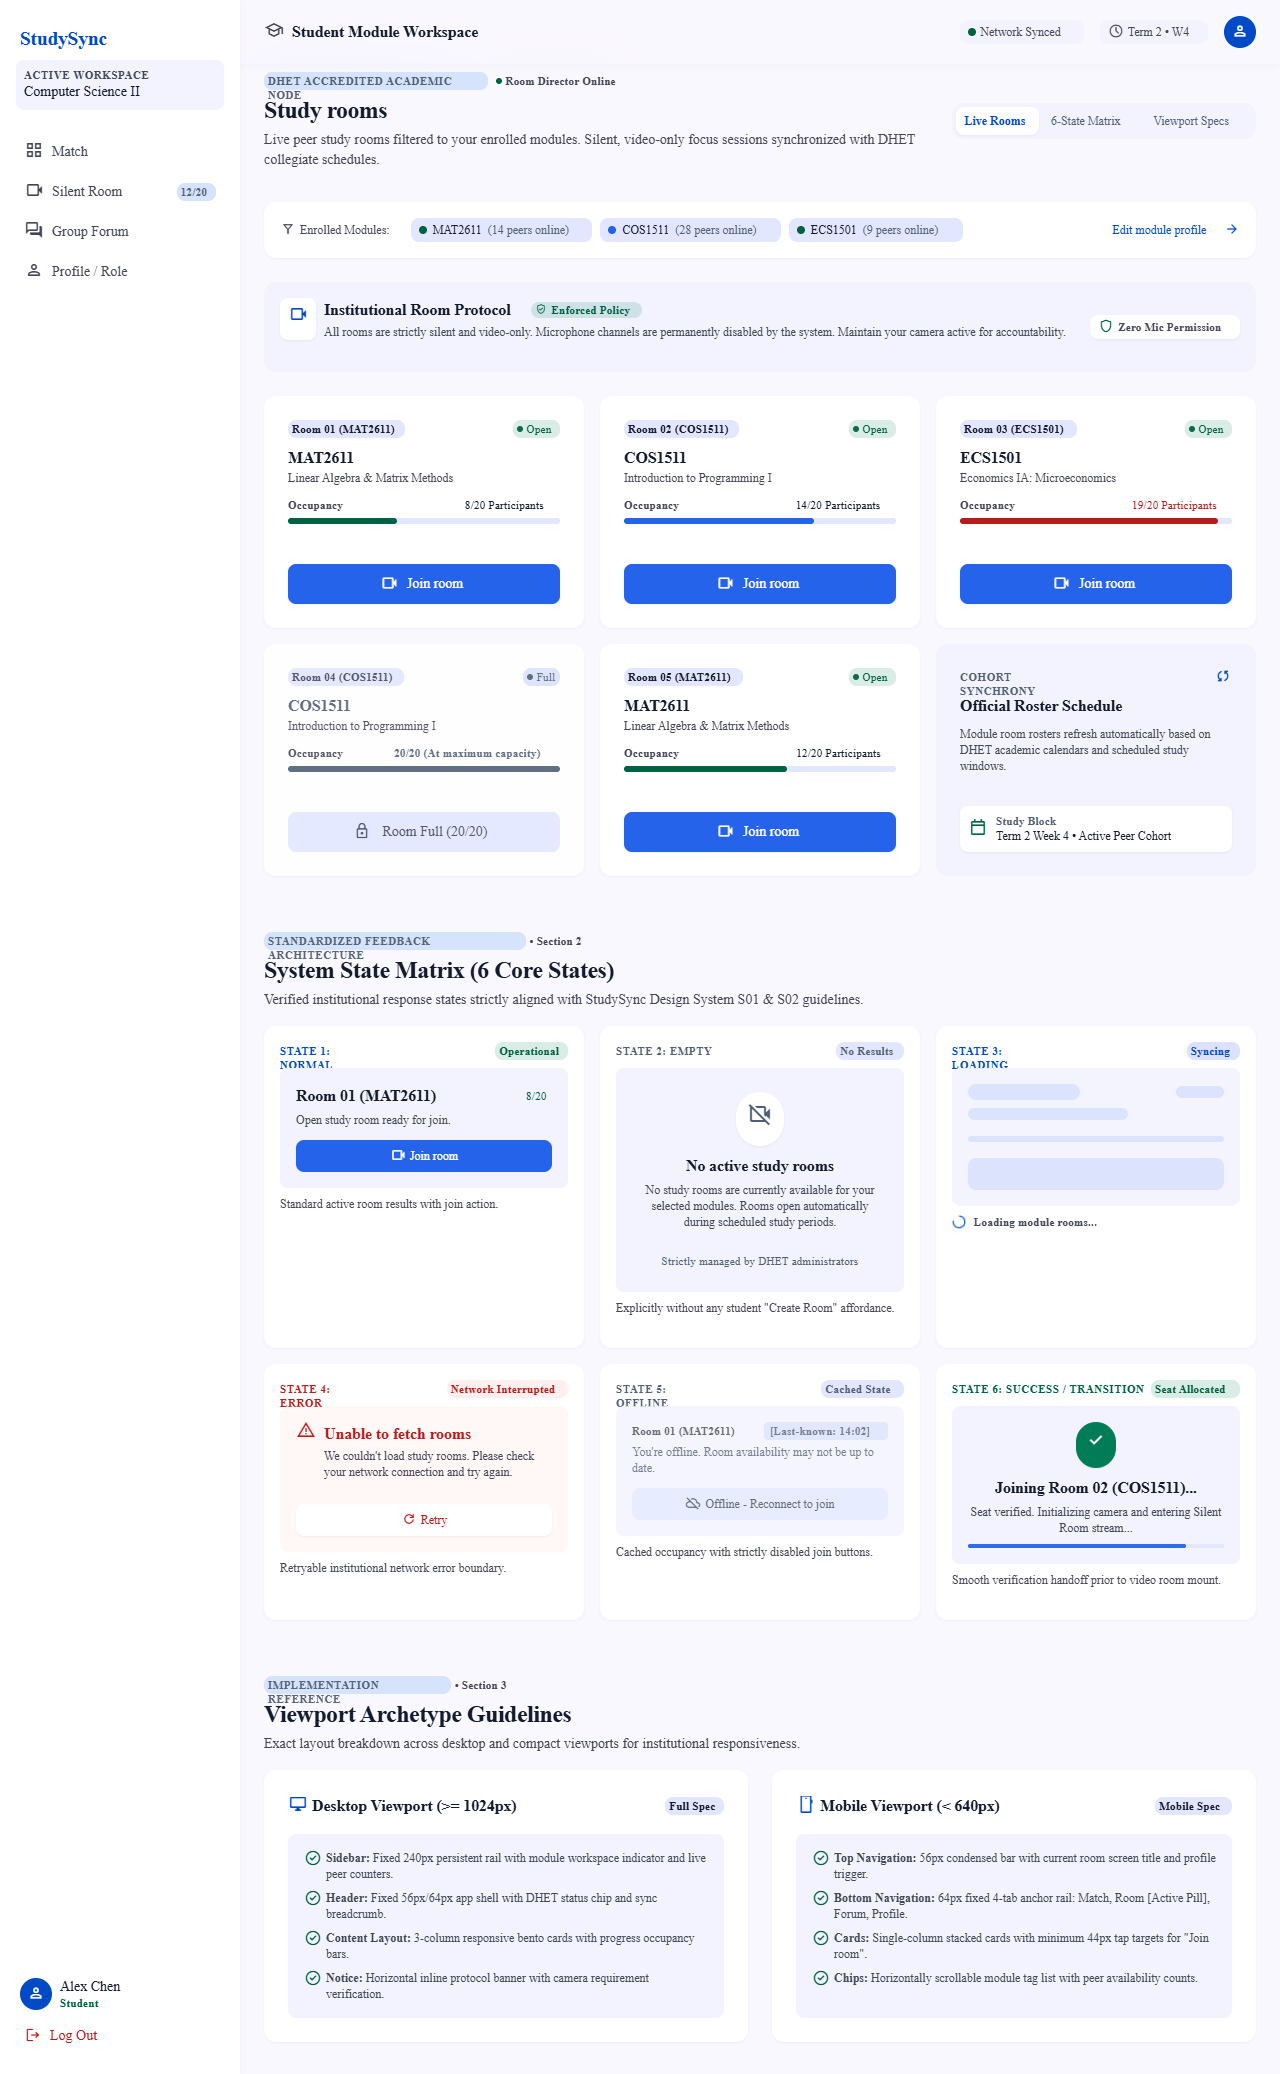 StudySync
ACTIVE WORKSPACE
Computer Science II
Match
Silent Room 12/20
Group Forum
Profile / Role
Alex Chen
Student
Log Out
Student Module Workspace
Network Synced
Term 2 • W4
DHET ACCREDITED ACADEMIC
NODE
Room Director Online
Study rooms
Live peer study rooms filtered to your enrolled modules. Silent, video-only focus sessions synchronized with DHET
collegiate schedules.
Live Rooms 6-State Matrix Viewport Specs
Enrolled Modules: MAT2611 (14 peers online) COS1511 (28 peers online) ECS1501 (9 peers online) Edit module profile
Institutional Room Protocol Enforced Policy
All rooms are strictly silent and video-only. Microphone channels are permanently disabled by the system. Maintain your camera active for accountability.
Zero Mic Permission
Room 01 (MAT2611) Open
MAT2611
Linear Algebra & Matrix Methods
Occupancy 8/20 Participants
Join room
Room 02 (COS1511) Open
COS1511
Introduction to Programming I
Occupancy 14/20 Participants
Join room
Room 03 (ECS1501) Open
ECS1501
Economics IA: Microeconomics
Occupancy 19/20 Participants
Join room
Room 04 (COS1511) Full
COS1511
Introduction to Programming I
Occupancy 20/20 (At maximum capacity)
Room Full (20/20)
Room 05 (MAT2611) Open
MAT2611
Linear Algebra & Matrix Methods
Occupancy 12/20 Participants
Join room
COHORT
SYNCHRONY
Official Roster Schedule
Module room rosters refresh automatically based on
DHET academic calendars and scheduled study
windows.
Study Block
Term 2 Week 4 • Active Peer Cohort
STANDARDIZED FEEDBACK
ARCHITECTURE
• Section 2
System State Matrix (6 Core States)
Verified institutional response states strictly aligned with StudySync Design System S01 & S02 guidelines.
STATE 1:
NORMAL
Operational
Room 01 (MAT2611) 8/20
Open study room ready for join.
Join room
Standard active room results with join action.
STATE 2: EMPTY No Results
No active study rooms
No study rooms are currently available for your
selected modules. Rooms open automatically
during scheduled study periods.
Strictly managed by DHET administrators
Explicitly without any student "Create Room" affordance.
STATE 3:
LOADING
Syncing
Loading module rooms...
STATE 4:
ERROR
Network Interrupted
Unable to fetch rooms
We couldn't load study rooms. Please check
your network connection and try again.
Retry
Retryable institutional network error boundary.
STATE 5:
OFFLINE
Cached State
Room 01 (MAT2611) [Last-known: 14:02]
You're offline. Room availability may not be up to
date.
Offline - Reconnect to join
Cached occupancy with strictly disabled join buttons.
STATE 6: SUCCESS / TRANSITION Seat Allocated
Joining Room 02 (COS1511)...
Seat verified. Initializing camera and entering Silent
Room stream...
Smooth verification handoff prior to video room mount.
IMPLEMENTATION
REFERENCE
• Section 3
Viewport Archetype Guidelines
Exact layout breakdown across desktop and compact viewports for institutional responsiveness.
Desktop Viewport (>= 1024px) Full Spec
Sidebar: Fixed 240px persistent rail with module workspace indicator and live
peer counters.
Header: Fixed 56px/64px app shell with DHET status chip and sync
breadcrumb.
Content Layout: 3-column responsive bento cards with progress occupancy
bars.
Notice: Horizontal inline protocol banner with camera requirement
verification.
Mobile Viewport (< 640px) Mobile Spec
Top Navigation: 56px condensed bar with current room screen title and profile
trigger.
Bottom Navigation: 64px fixed 4-tab anchor rail: Match, Room [Active Pill],
Forum, Profile.
Cards: Single-column stacked cards with minimum 44px tap targets for "Join
room".
Chips: Horizontally scrollable module tag list with peer availability counts.